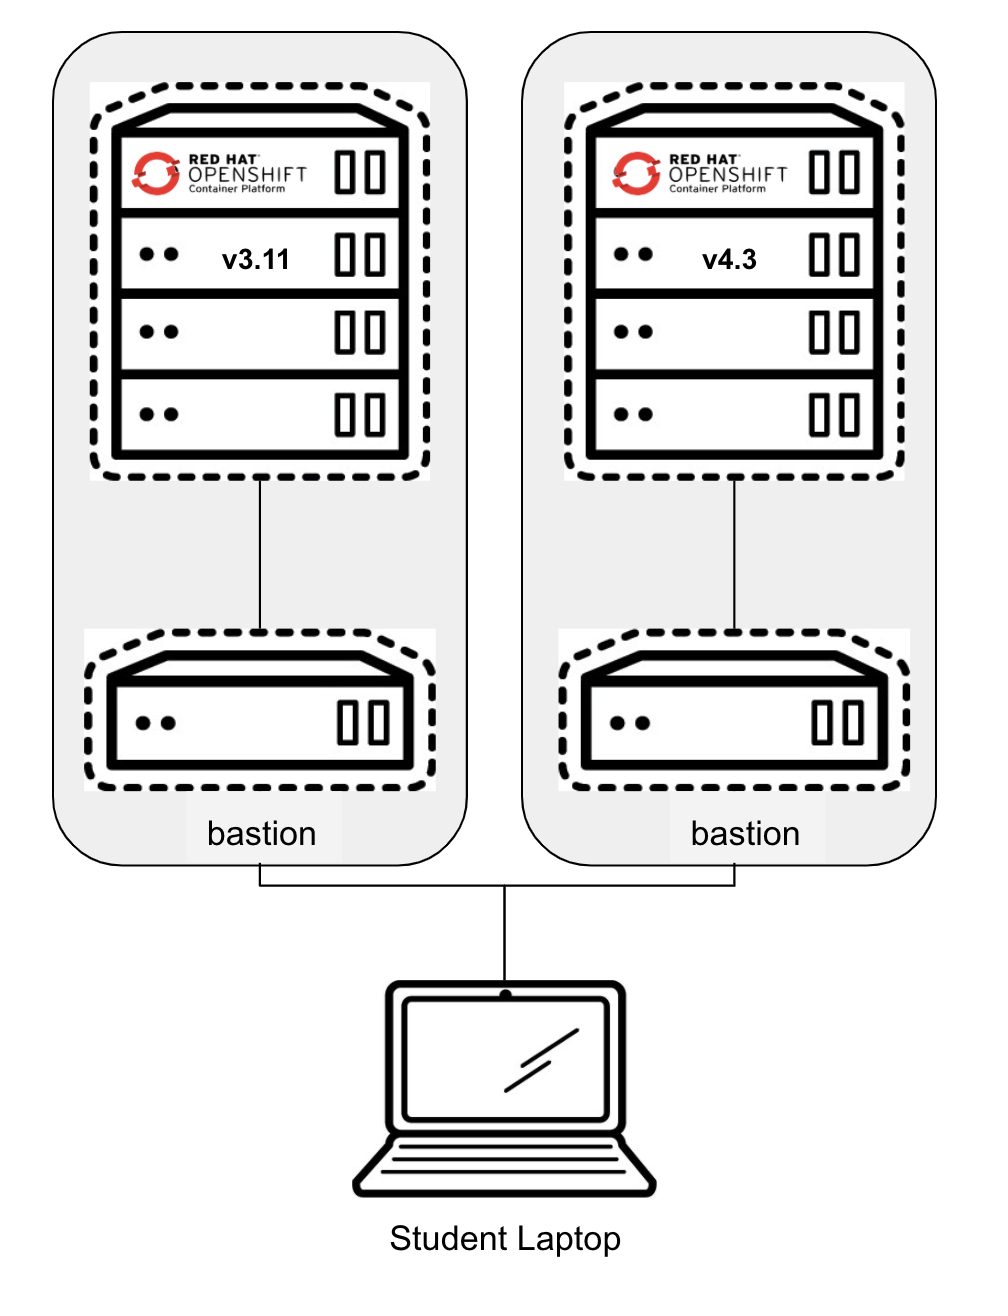 RED HAT
OPENSHIFT
Container Platform
v3.11
bastion
RED HAT
OPENSHIFT
Container Platform
v4.3
bastion
Student Laptop